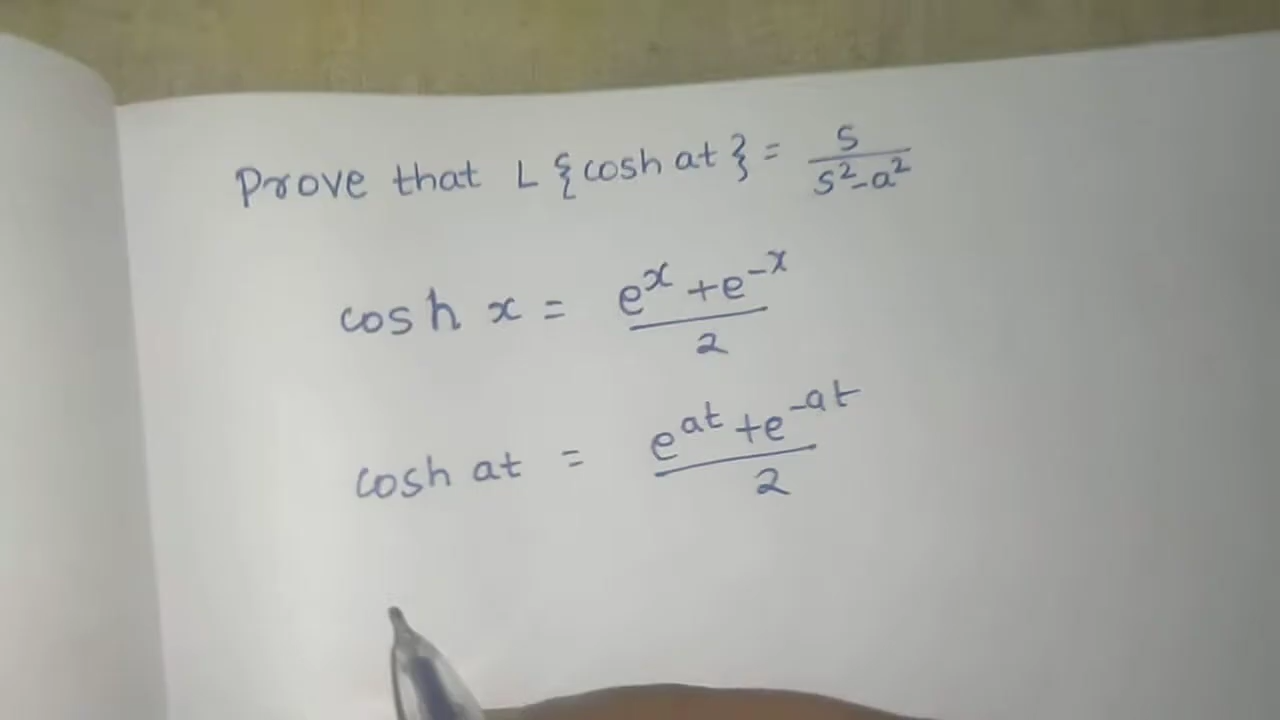 Prove that L {cosh at} = s / s²-a²
cosh x = e^x + e^-x / 2
cosh at = e^at + e^-at / 2